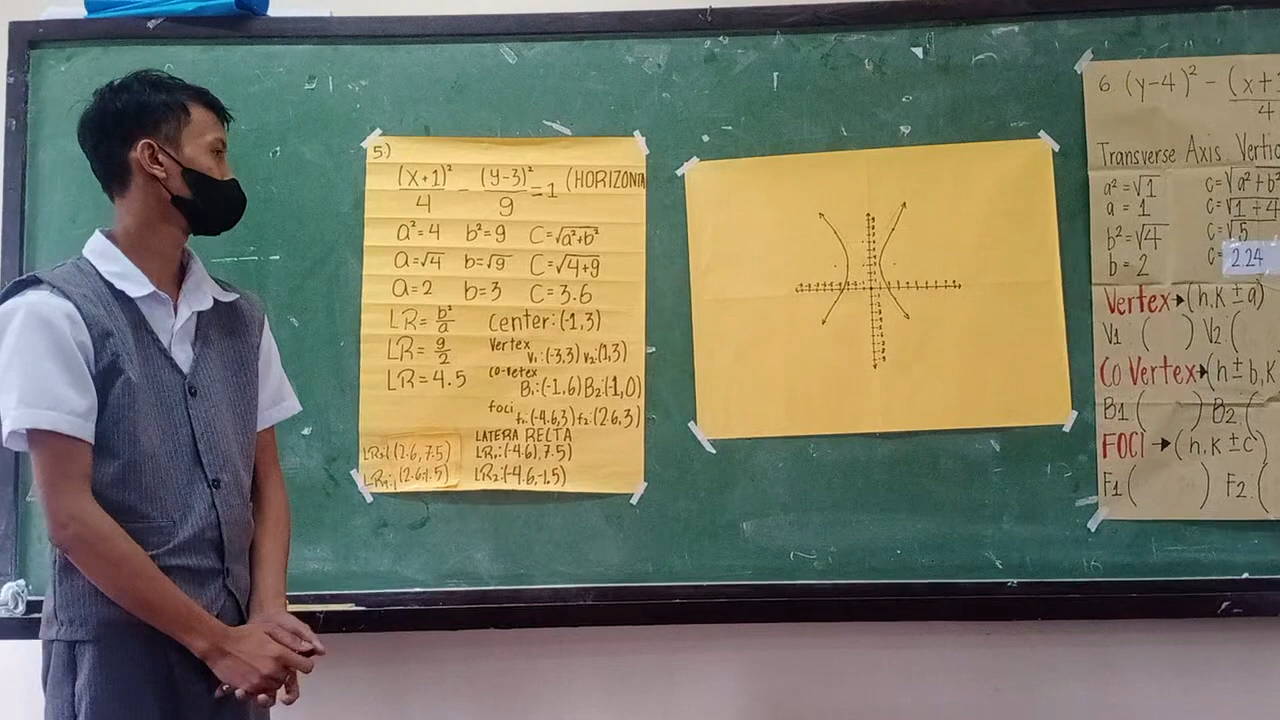 5.)
(x+1)² - (y-3)² = 1 (HORIZONTA
4 9
a²=4 b²=9 C=√a²+b²
a=√4 b=√9 C=√4+9
a=2 b=3 C=3.6
LR= b²/a Center:(-1,3)
LR= 9/2 Vertex V1:(-3,3) V2:(1,3)
LR=4.5 CO-VETEX
B1:(-1,6) B2:(-1,0)
foci
f1:(-4.6,3) f2:(2.6,3)
LATERA RECTA
LR3:(2.6,7.5) LR1:(-4.6),7.5)
LR4:(2.6,-1.5) LR2:(-4.6,-1.5)
6. (y-4)² - (x+1
4
Transverse Axis. Vertic
a²=√1 c=√a²+b²
a=1 c=√1+4
b²=√4 c=√5
b=2 c= 2.24
Vertex→(h,k±a)
V1:( ) V2:(
CO Vertex→(h±b,K
B1( ) B2:(
FOCI→(h,k±c)
F1( ) F2:(